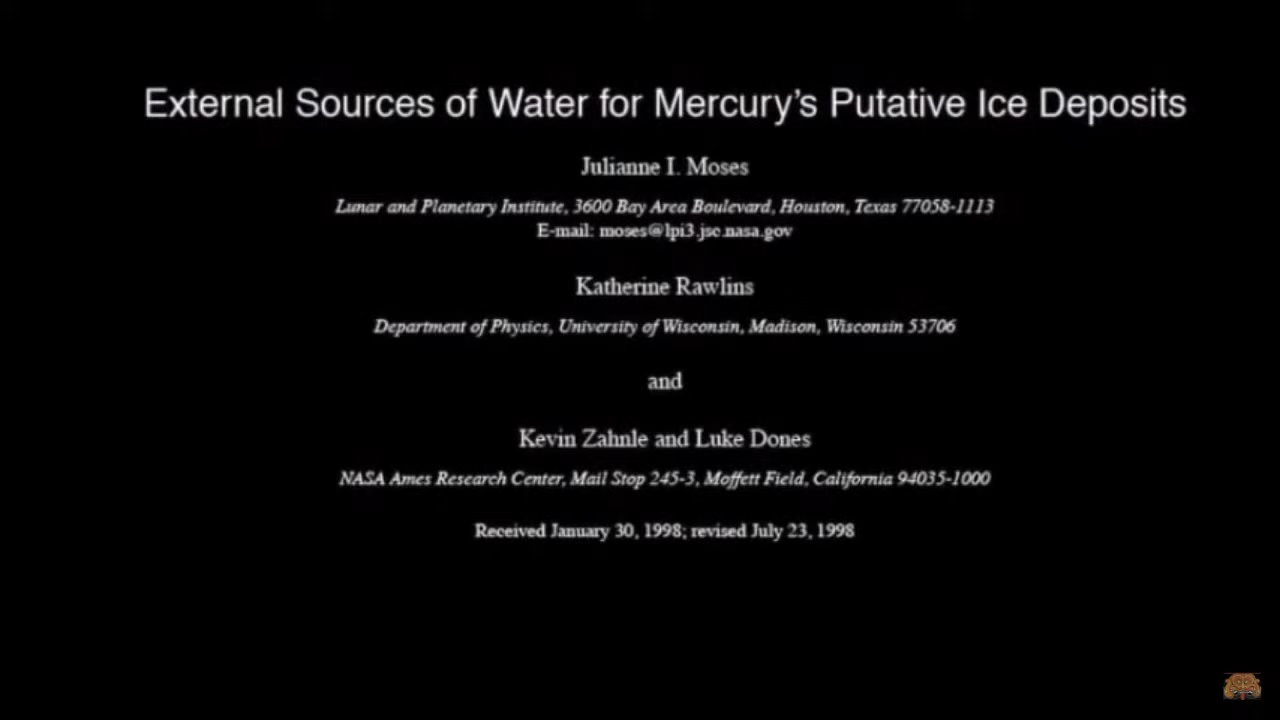 External Sources of Water for Mercury's Putative Ice Deposits
Julianne I. Moses
Lunar and Planetary Institute, 3600 Bay Area Boulevard, Houston, Texas 77058-1113
E-mail: moses@lpi3.jsc.nasa.gov
Katherine Rawlins
Department of Physics, University of Wisconsin, Madison, Wisconsin 53706
and
Kevin Zahnle and Luke Dones
NASA Ames Research Center, Mail Stop 245-3, Moffett Field, California 94035-1000
Received January 30, 1998; revised July 23, 1998